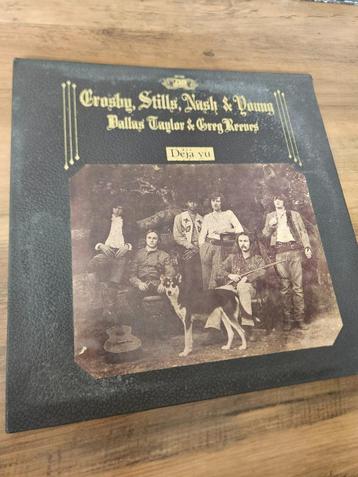 Crosby, Stills, Nash & Young
Dallas Taylor & Greg Reeves
Déjà vu